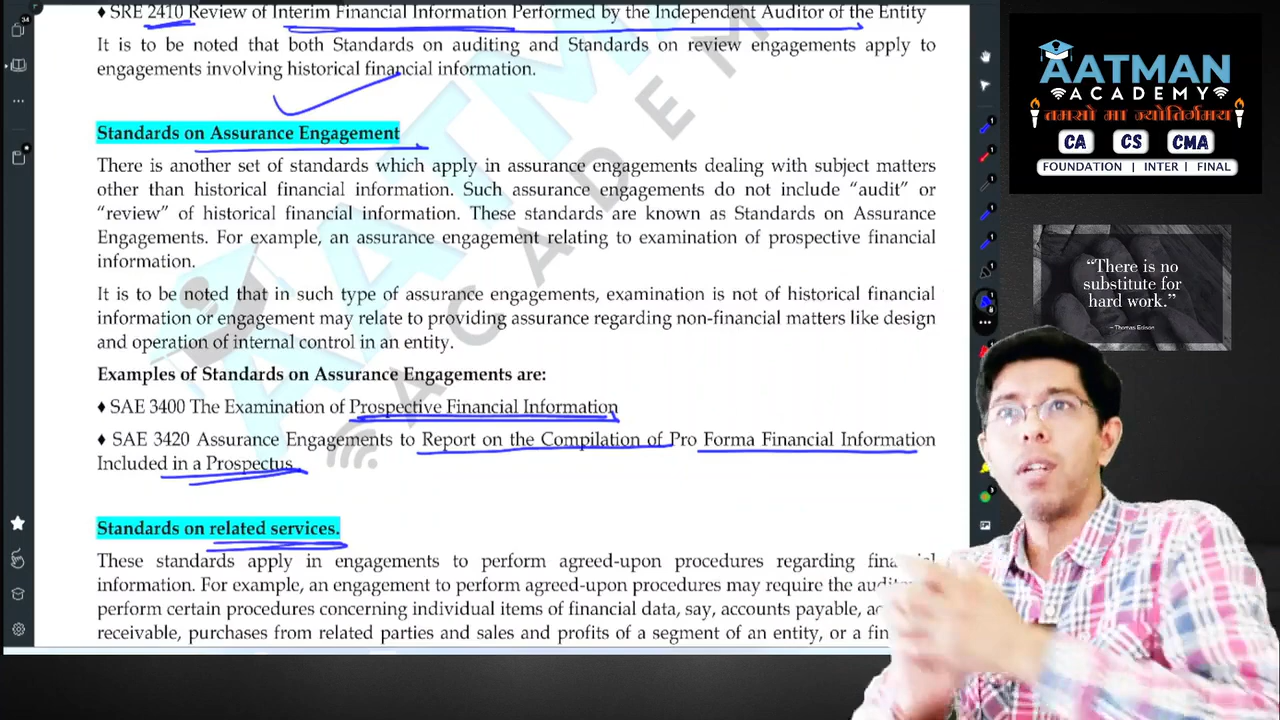 ♦ SRE 2410 Review of Interim Financial Information Performed by the Independent Auditor of the Entity
It is to be noted that both Standards on auditing and Standards on review engagements apply to
engagements involving historical financial information.
Standards on Assurance Engagement
There is another set of standards which apply in assurance engagements dealing with subject matters
other than historical financial information. Such assurance engagements do not include “audit” or
“review” of historical financial information. These standards are known as Standards on Assurance
Engagements. For example, an assurance engagement relating to examination of prospective financial
information.
It is to be noted that in such type of assurance engagements, examination is not of historical financial
information or engagement may relate to providing assurance regarding non-financial matters like design
and operation of internal control in an entity.
Examples of Standards on Assurance Engagements are:
♦ SAE 3400 The Examination of Prospective Financial Information
♦ SAE 3420 Assurance Engagements to Report on the Compilation of Pro Forma Financial Information
Included in a Prospectus.
Standards on related services.
These standards apply in engagements to perform agreed-upon procedures regarding
information. For example, an engagement to perform agreed-upon procedures may require the
perform certain procedures concerning individual items of financial data, say, accounts payable,
receivable, purchases from related parties and sales and profits of a segment of an entity, or a
AATMAN
ACADEMY
तमसो मा ज्योतिर्गमय
CA CS CMA
FOUNDATION | INTER | FINAL
“There is no
substitute for
hard work.”
– Thomas Edison
AATMAN
ACADEM